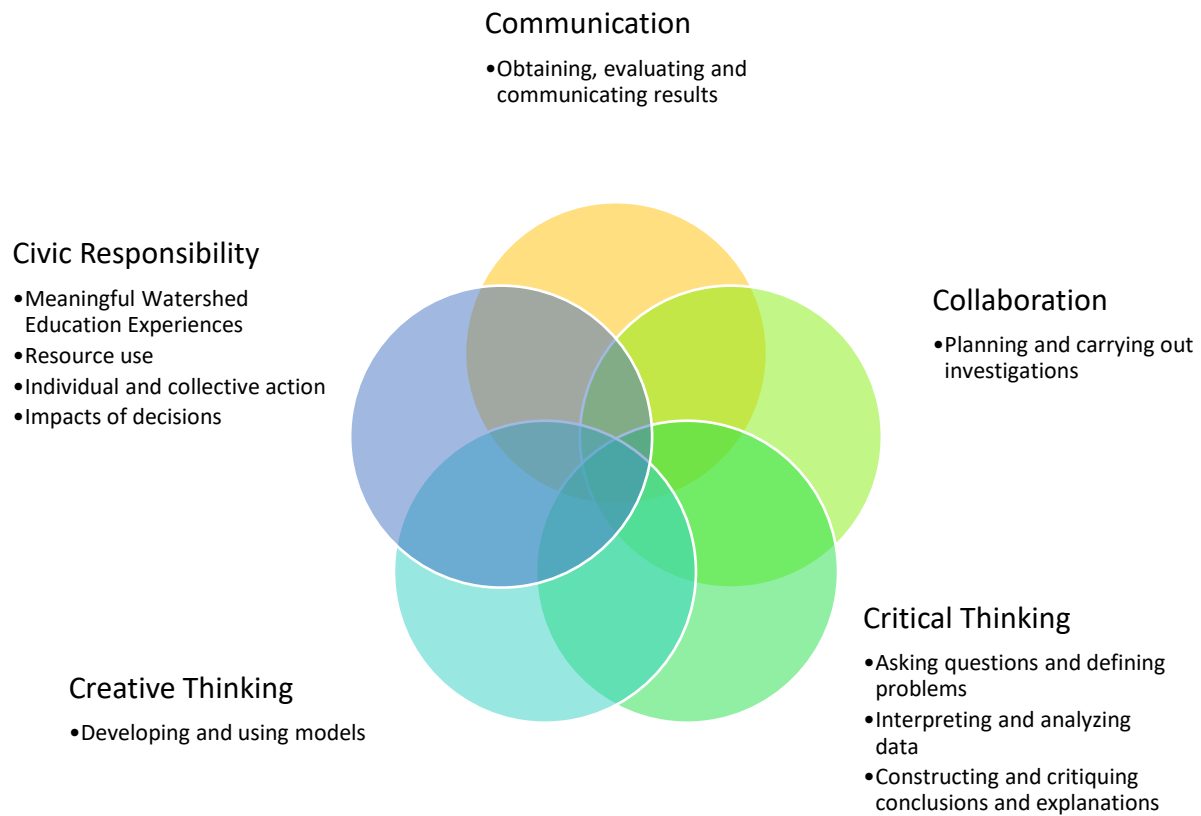 Communication
•Obtaining, evaluating and
communicating results
Civic Responsibility
•Meaningful Watershed
Education Experiences
•Resource use
•Individual and collective action
•Impacts of decisions
Collaboration
•Planning and carrying out
investigations
Critical Thinking
•Asking questions and defining
problems
•Interpreting and analyzing
data
•Constructing and critiquing
conclusions and explanations
Creative Thinking
•Developing and using models